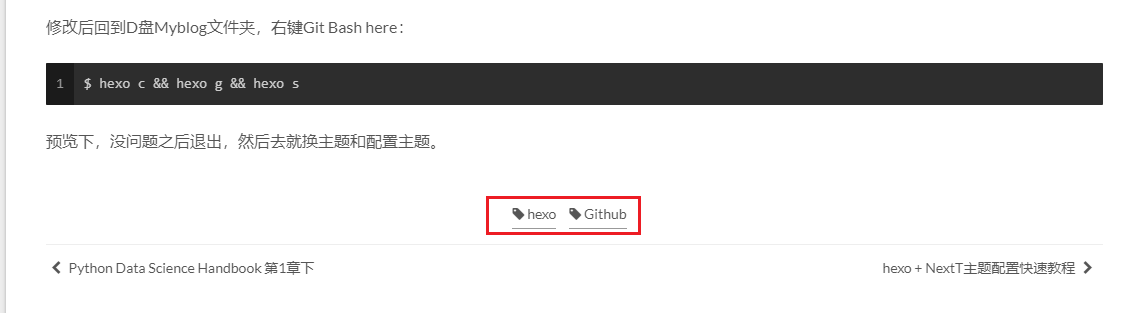 修改后回到D盘Myblog文件夹，右键Git Bash here：
1 $ hexo c && hexo g && hexo s
预览下，没问题之后退出，然后去就换主题和配置主题。
hexo Github
Python Data Science Handbook 第1章下 hexo + NextT主题配置快速教程